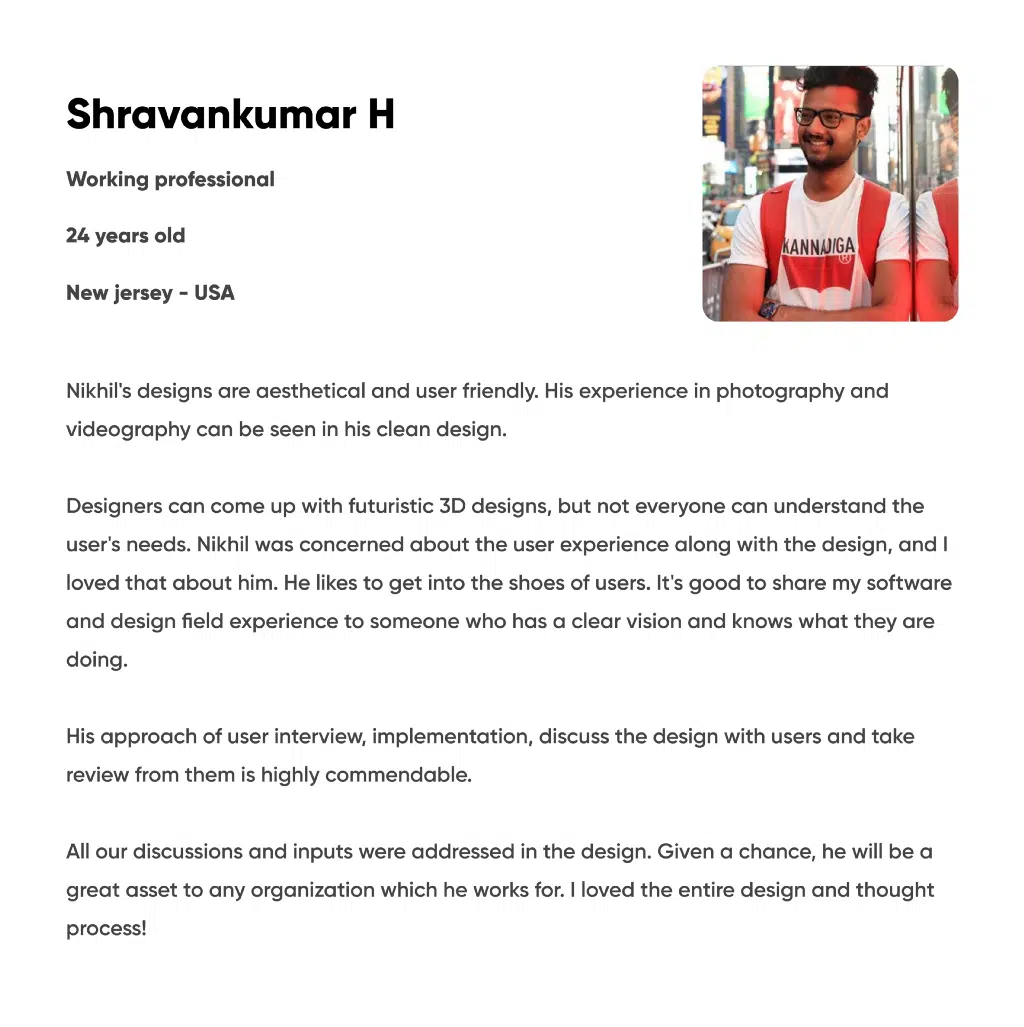 Shravankumar H
Working professional
24 years old
New jersey - USA
KANNADIGA
®
Nikhil's designs are aesthetical and user friendly. His experience in photography and
videography can be seen in his clean design.
Designers can come up with futuristic 3D designs, but not everyone can understand the
user's needs. Nikhil was concerned about the user experience along with the design, and I
loved that about him. He likes to get into the shoes of users. It's good to share my software
and design field experience to someone who has a clear vision and knows what they are
doing.
His approach of user interview, implementation, discuss the design with users and take
review from them is highly commendable.
All our discussions and inputs were addressed in the design. Given a chance, he will be a
great asset to any organization which he works for. I loved the entire design and thought
process!